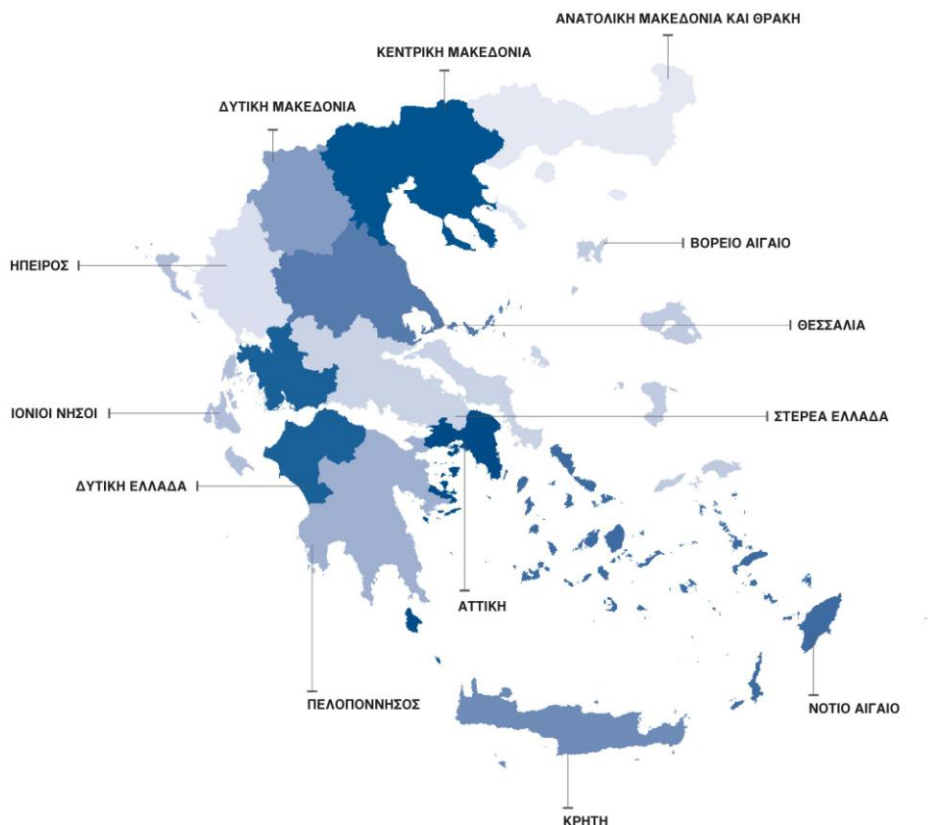 ΑΝΑΤΟΛΙΚΗ ΜΑΚΕΔΟΝΙΑ ΚΑΙ ΘΡΑΚΗ
ΚΕΝΤΡΙΚΗ ΜΑΚΕΔΟΝΙΑ
ΔΥΤΙΚΗ ΜΑΚΕΔΟΝΙΑ
ΒΟΡΕΙΟ ΑΙΓΑΙΟ
ΗΠΕΙΡΟΣ
ΘΕΣΣΑΛΙΑ
ΙΟΝΙΟΙ ΝΗΣΟΙ
ΣΤΕΡΕΑ ΕΛΛΑΔΑ
ΔΥΤΙΚΗ ΕΛΛΑΔΑ
ΑΤΤΙΚΗ
ΠΕΛΟΠΟΝΝΗΣΟΣ
ΝΟΤΙΟ ΑΙΓΑΙΟ
ΚΡΗΤΗ